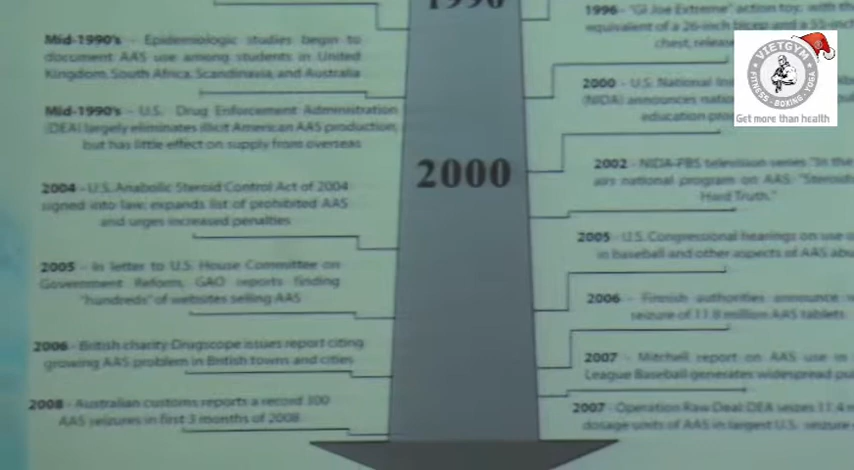 1990
Mid-1990's - Epidemiologic studies begin to
document AAS use among students in United
Kingdom, South Africa, Scandinavia, and Australia
Mid-1990's - U.S. Drug Enforcement Administration
(DEA) largely eliminates illicit American AAS production,
but has little effect on supply from overseas
2000
2004 - U.S. Anabolic Steroid Control Act of 2004
signed into law; expands list of prohibited AAS
and urges increased penalties
2005 - In letter to U.S. House Committee on
Government Reform, GAO reports finding
"hundreds" of websites selling AAS
2006 - British charity Drugscope issues report citing
growing AAS problem in British towns and cities
2008 - Australian customs reports a record 300
AAS seizures in first 3 months of 2008
1996 - "GI Joe Extreme" action toy, with the
equivalent of a 26-inch bicep and a 55-inch
chest, release
2000 - U.S. National
(NIDA) announces
education
2002 - NIDA-PBS television series "In the
airs national program on AAS: "Steroids
Hard Truth."
2005 - U.S. Congressional hearings on use
in baseball and other aspects of AAS
2006 - Finnish authorities announce
seizure of 11.8 million AAS tablets
2007 - Mitchell report on AAS use in
League Baseball generates widespread
2007 - Operation Raw Deal: DEA seizes 11.4
dosage units of AAS in largest U.S. seizure
VIETGYM
FITNESS - BOXING - YOGA
Get more than health